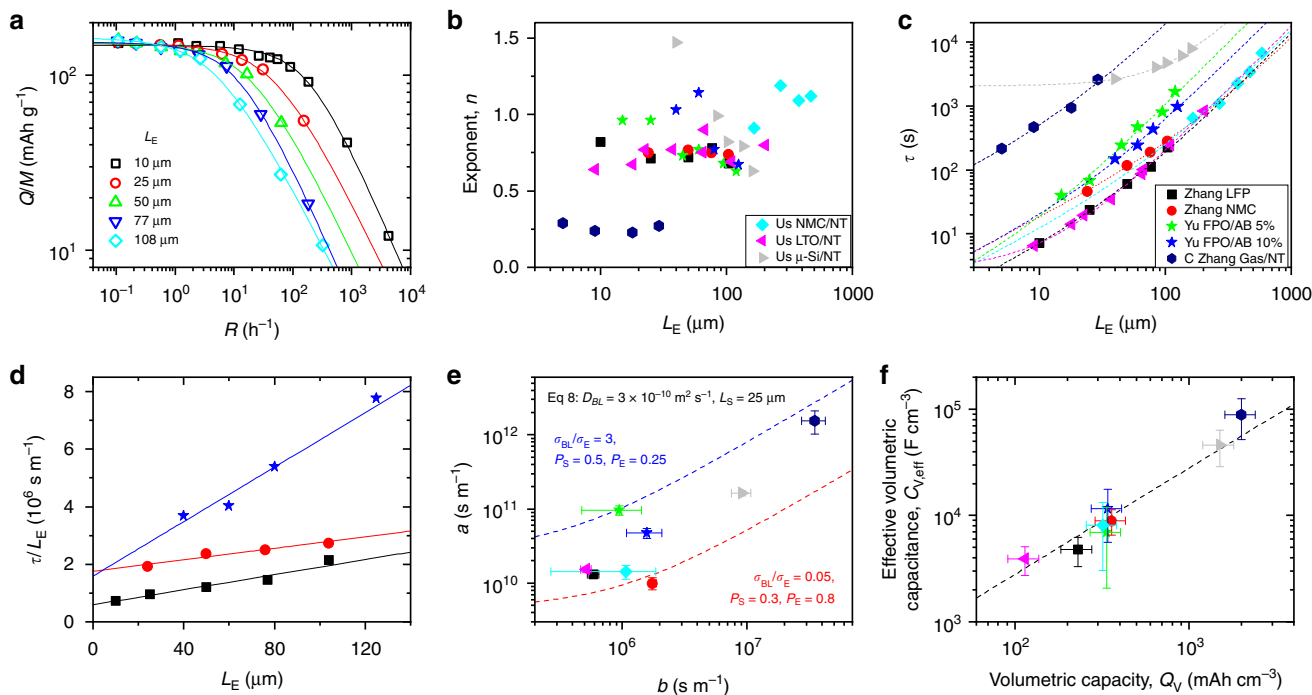 a
Q/M (mAh g⁻¹)
10²
10¹
L_E
10 μm
25 μm
50 μm
77 μm
108 μm
10⁻¹ 10⁰ 10¹ 10² 10³ 10⁴
R (h⁻¹)
b
Exponent, n
1.5
1.0
0.5
0.0
Us NMC/NT
Us LTO/NT
Us μ-Si/NT
10 100 1000
L_E (μm)
c
τ (s)
10⁴
10³
10²
10¹
Zhang LFP
Zhang NMC
Yu FPO/AB 5%
Yu FPO/AB 10%
C Zhang Gas/NT
10 100 1000
L_E (μm)
d
τ/L_E (10⁶ s m⁻¹)
8
6
4
2
0
0 40 80 120
L_E (μm)
e
a (s m⁻¹)
10¹²
10¹¹
10¹⁰
Eq 8: D_BL = 3 × 10⁻¹⁰ m² s⁻¹, L_S = 25 μm
σ_BL/σ_E = 3,
P_S = 0.5, P_E = 0.25
σ_BL/σ_E = 0.05,
P_S = 0.3, P_E = 0.8
10⁶ 10⁷
b (s m⁻¹)
f
Effective volumetric
capacitance, C_V,eff (F cm⁻³)
10⁵
10⁴
10³
10² 10³
Volumetric capacity, Q_V (mAh cm⁻³)